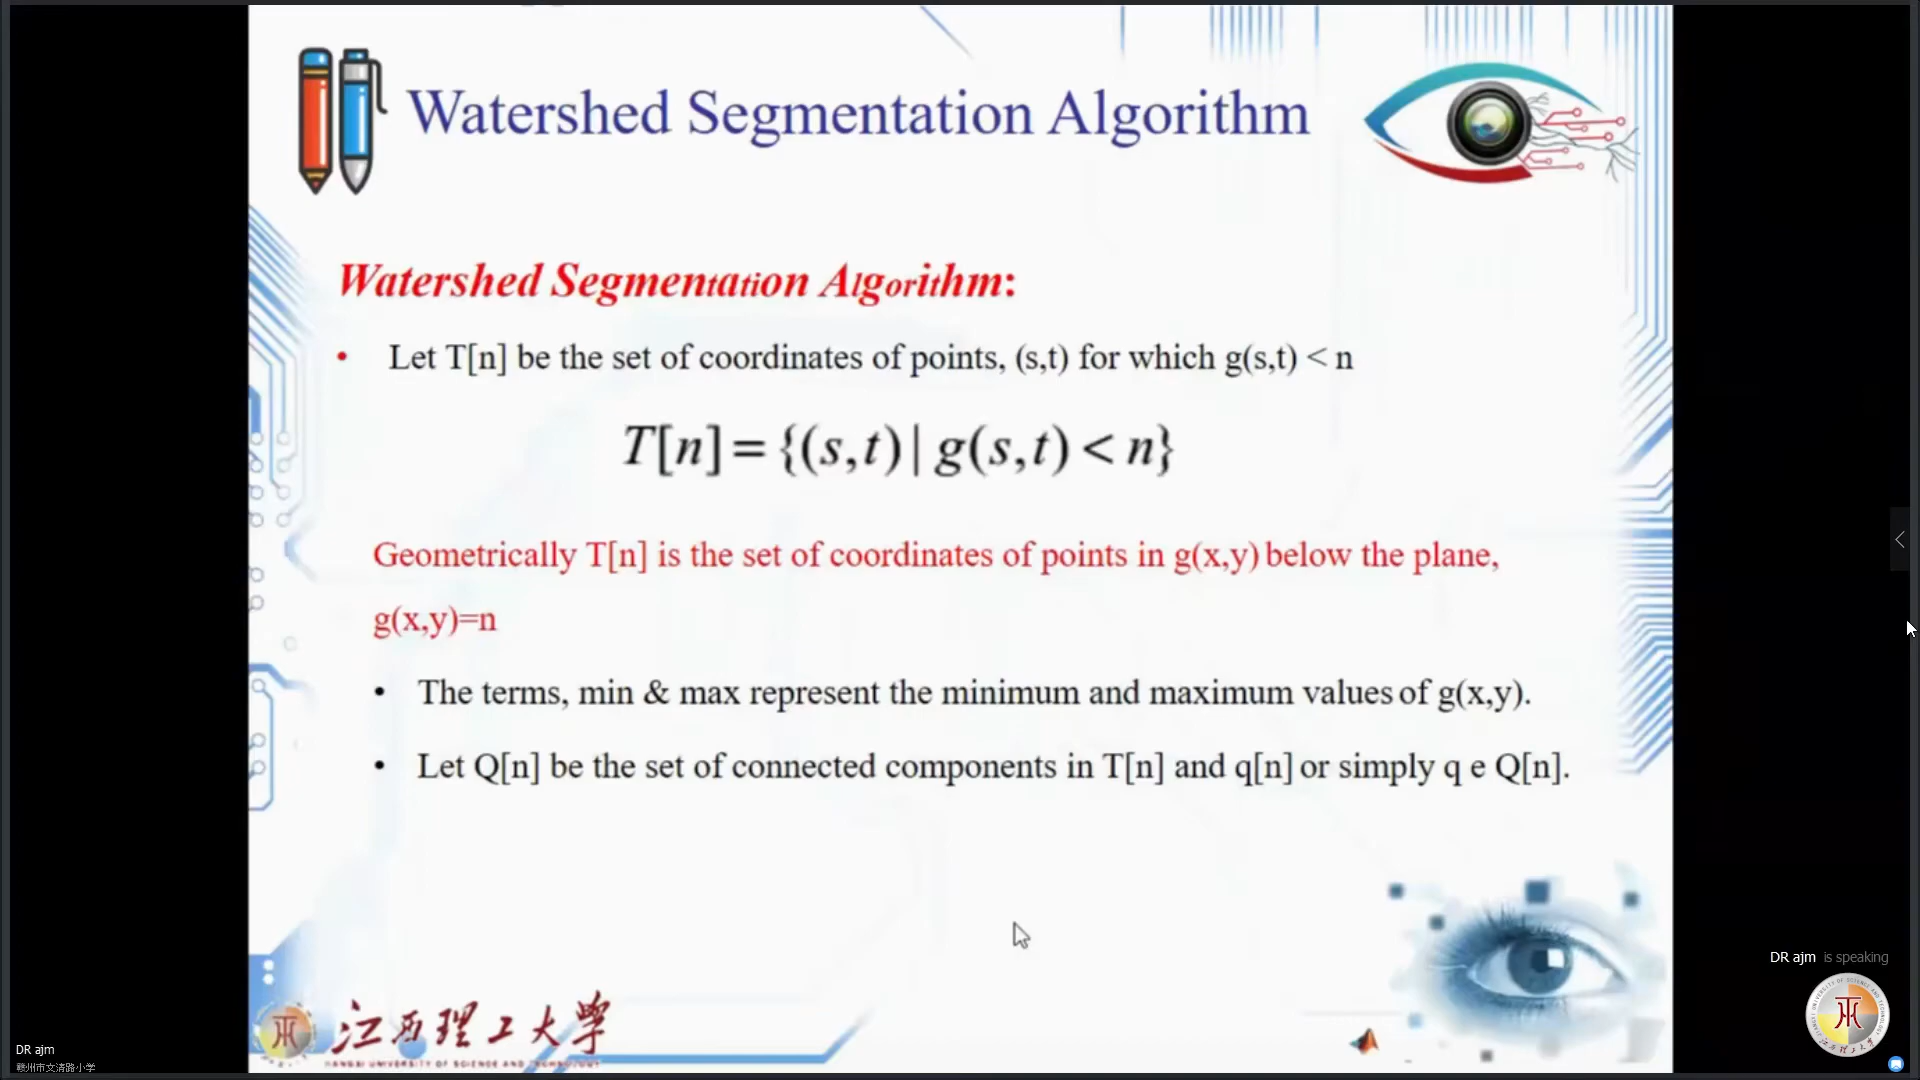 Watershed Segmentation Algorithm
Watershed Segmentation Algorithm:
• Let T[n] be the set of coordinates of points, (s,t) for which g(s,t) < n
T[n] = {(s,t) | g(s,t) < n}
Geometrically T[n] is the set of coordinates of points in g(x,y) below the plane,
g(x,y)=n
• The terms, min & max represent the minimum and maximum values of g(x,y).
• Let Q[n] be the set of connected components in T[n] and q[n] or simply q e Q[n].
DR ajm is speaking
江西理工大学
JIANGXI UNIVERSITY OF SCIENCE AND TECHNOLOGY
DR ajm
赣州市文清路小学